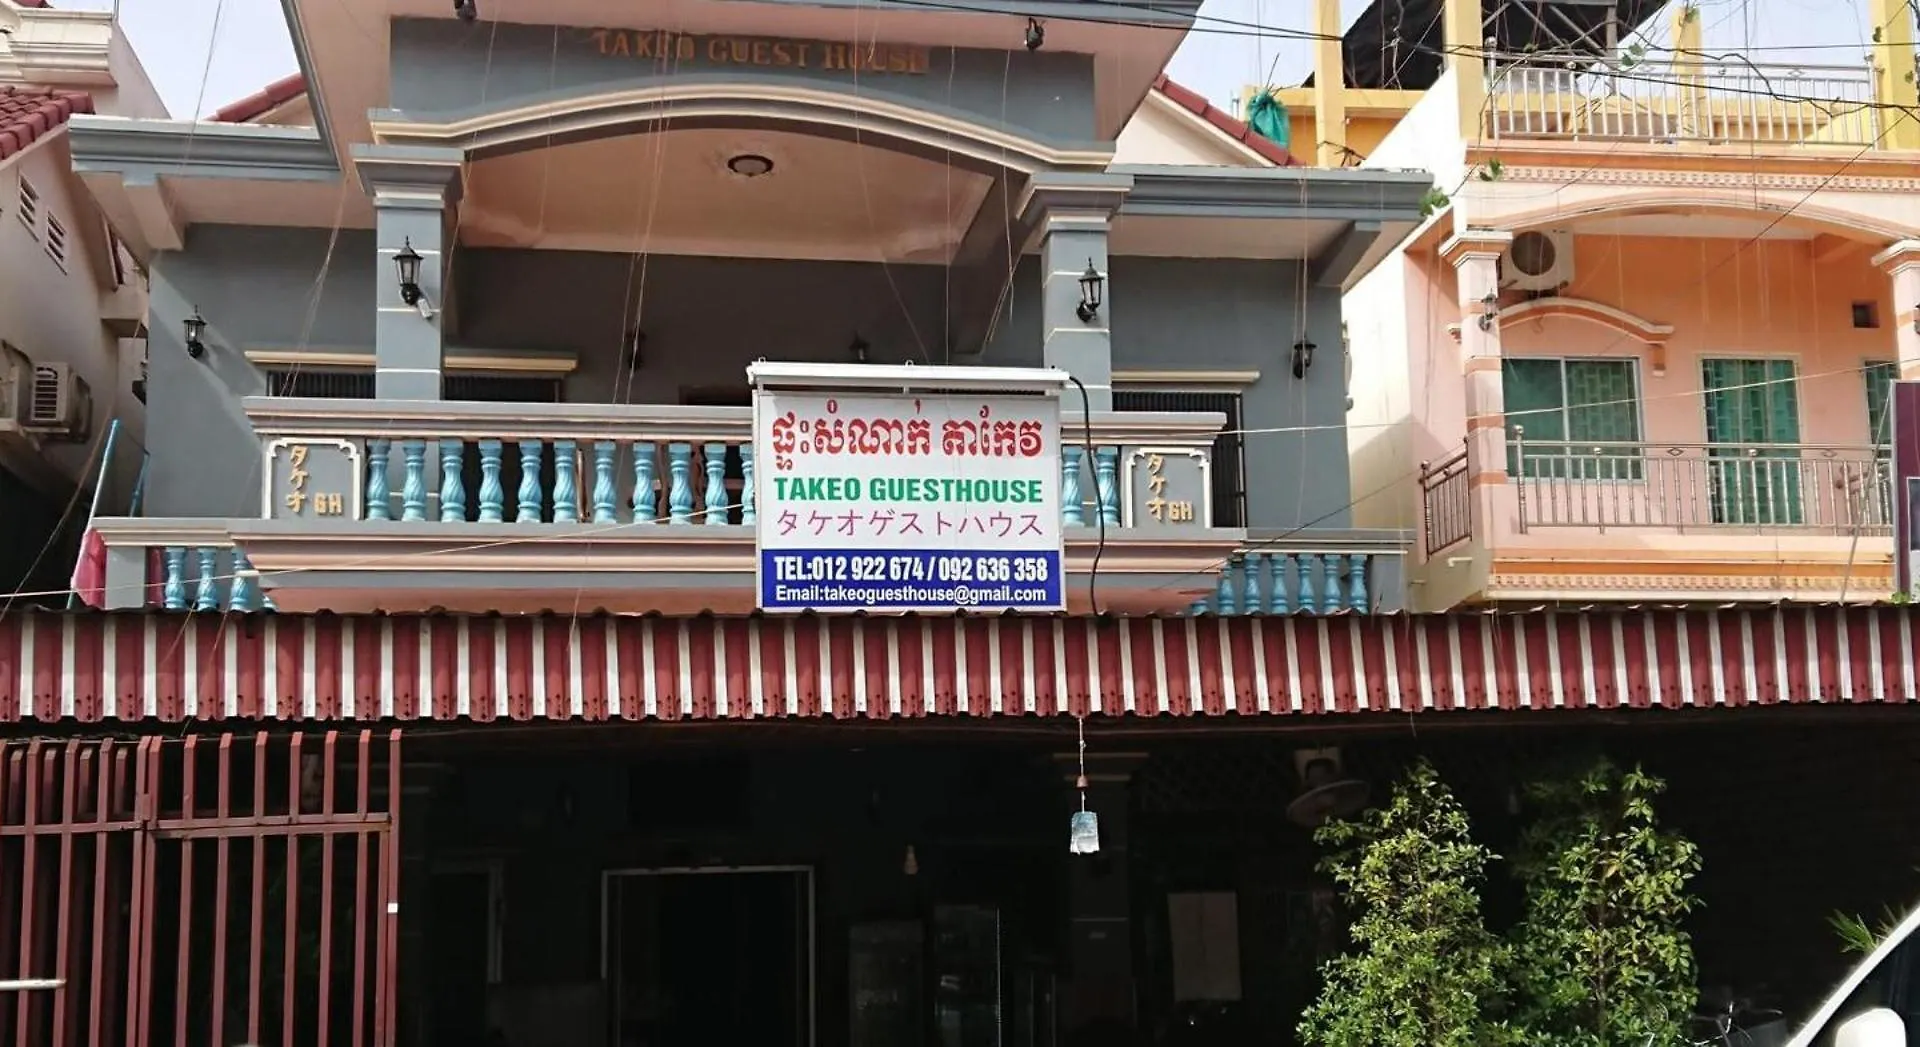 TAKEO GUEST HOUSE
ផ្ទះសំណាក់ តាកែវ
TAKEO GUESTHOUSE
タケオゲストハウス
TEL:012 922 674 / 092 636 358
Email:takeoguesthouse@gmail.com
タケオ GH
タケオ GH